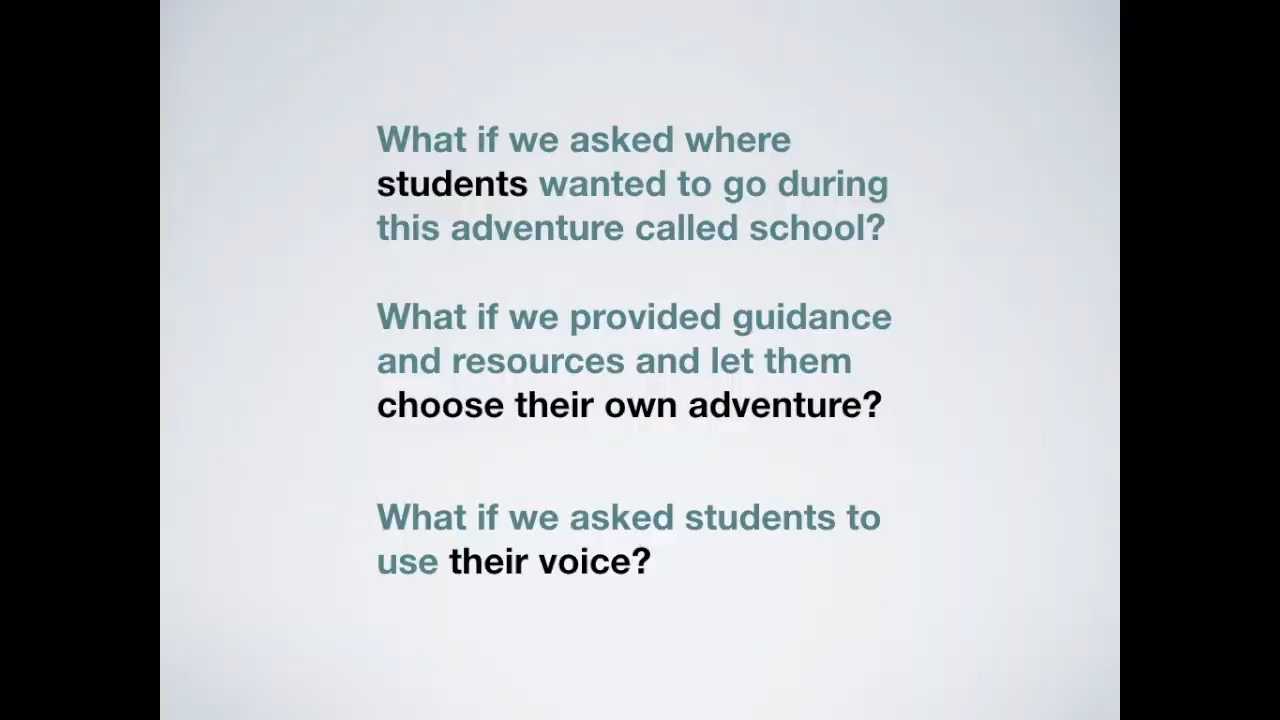 What if we asked where
students wanted to go during
this adventure called school?
What if we provided guidance
and resources and let them
choose their own adventure?
What if we asked students to
use their voice?